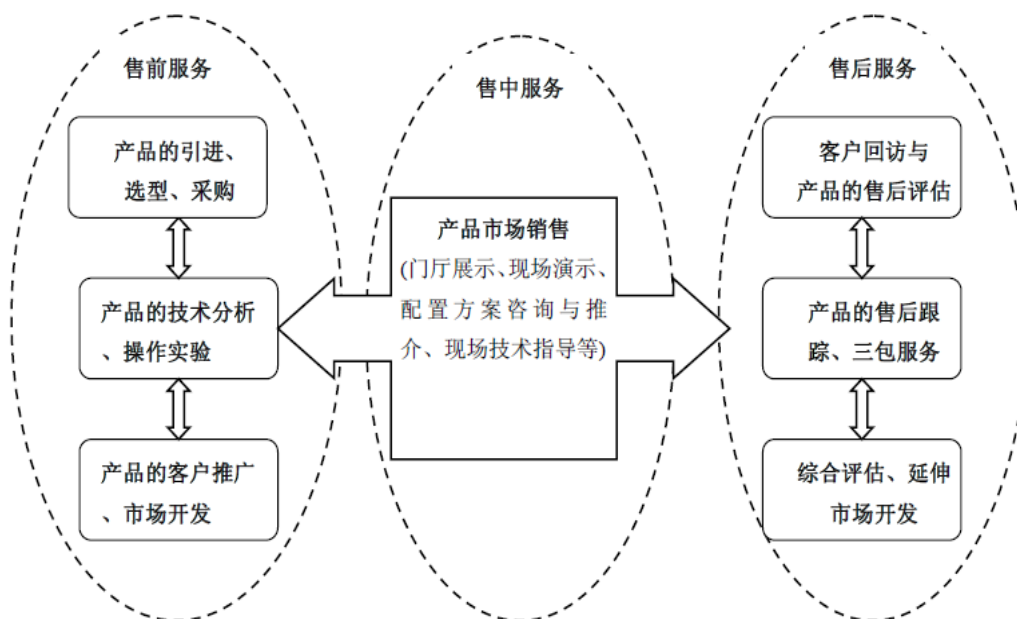 售前服务
产品的引进、
选型、采购
产品的技术分析
、操作实验
产品的客户推广
、市场开发
售中服务
产品市场销售
(门厅展示、现场演示、
配置方案咨询与推
介、现场技术指导等)
售后服务
客户回访与
产品的售后评估
产品的售后跟
踪、三包服务
综合评估、延伸
市场开发